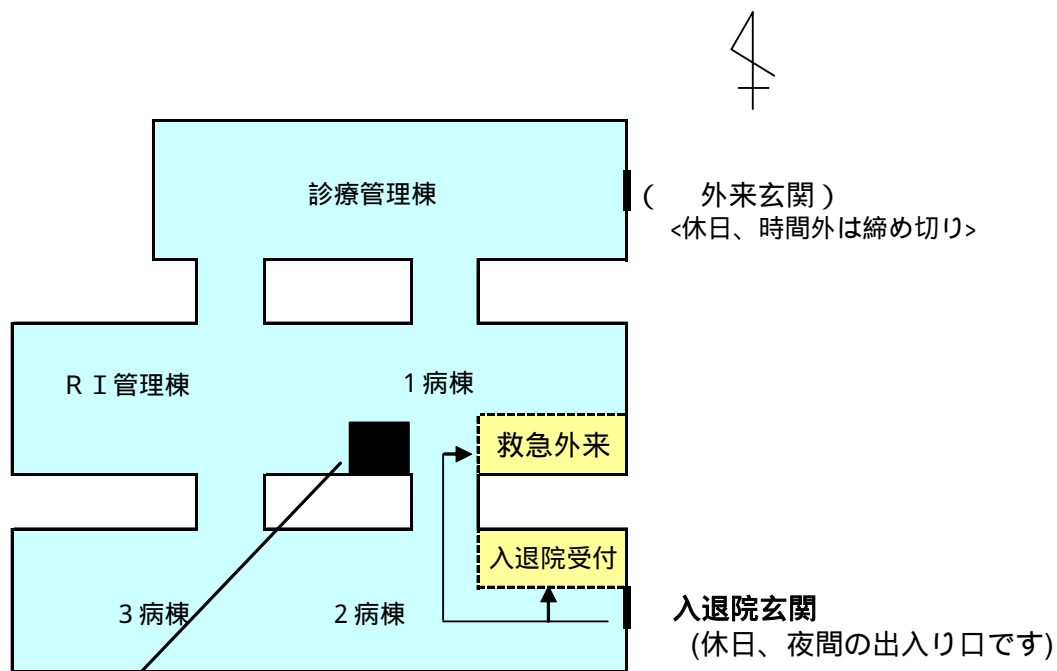 診療管理棟
(　外来玄関)
<休日、時間外は締め切り>
ＲＩ管理棟
1病棟
救急外来
入退院受付
3病棟
2病棟
入退院玄関
(休日、夜間の出入り口です)